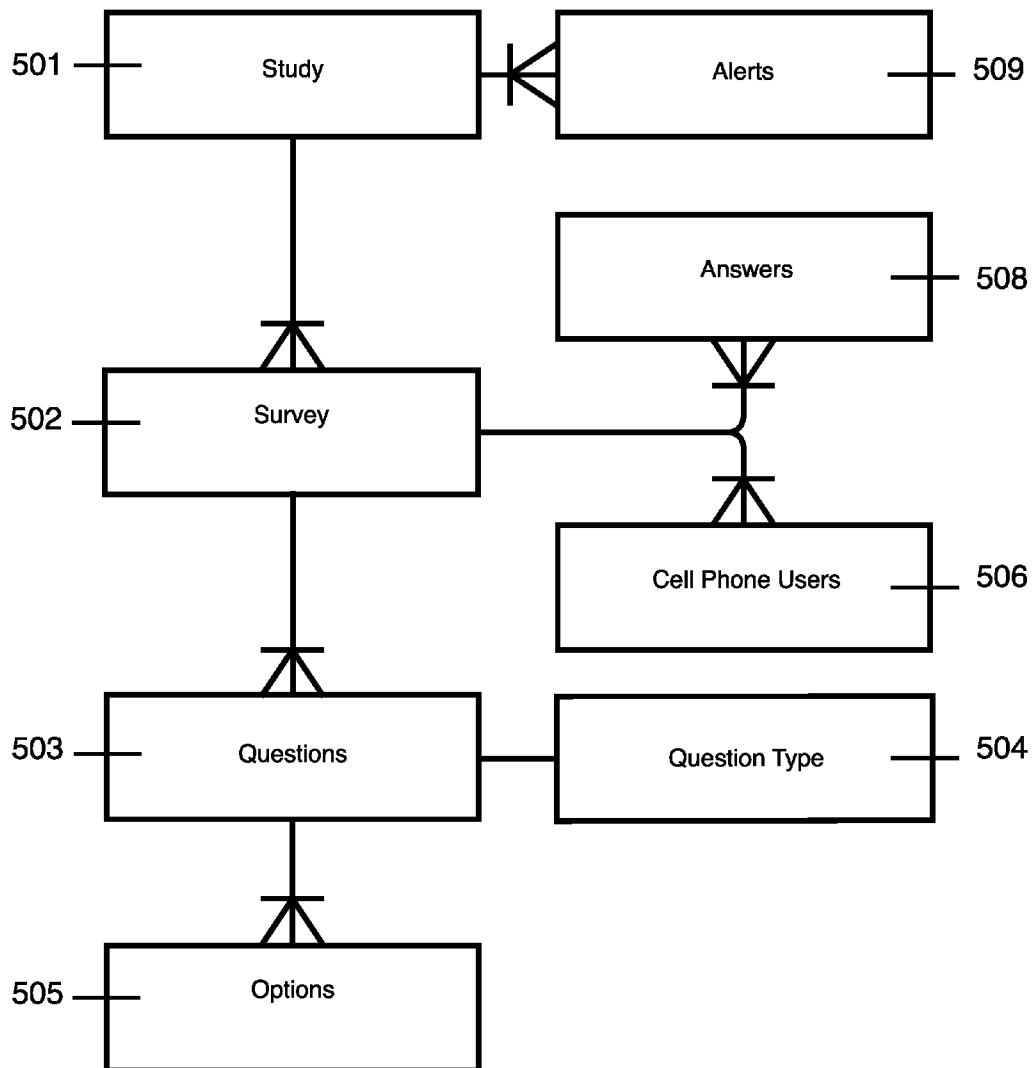 501
Study
Alerts
509
Answers
508
502
Survey
Cell Phone Users
506
503
Questions
Question Type
504
505
Options